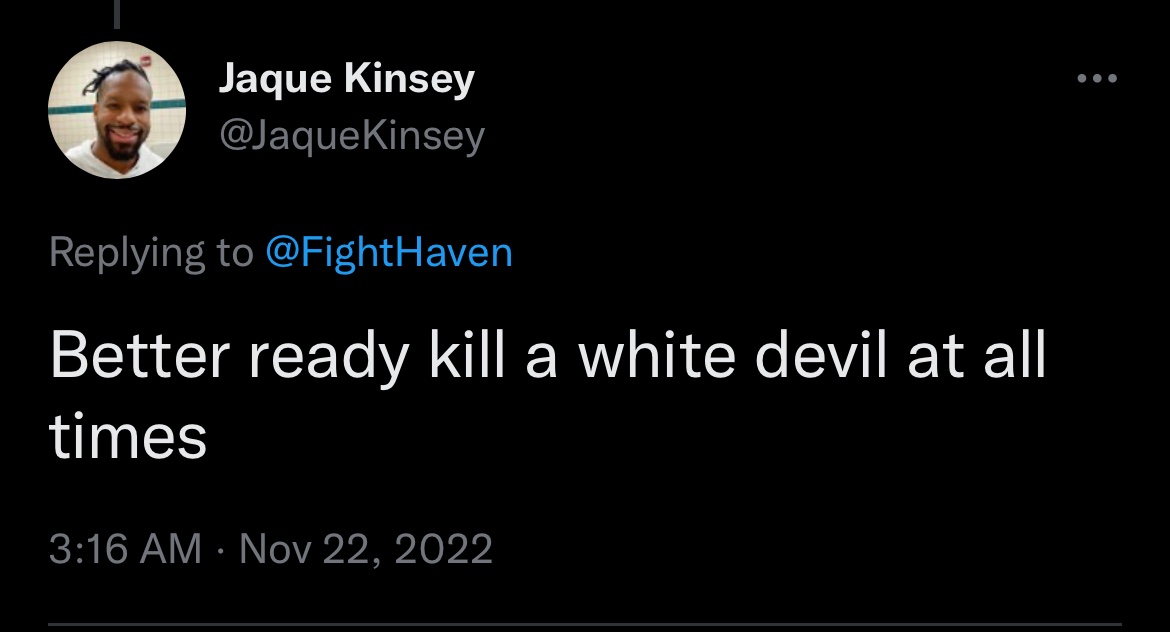 Jaque Kinsey
@JaqueKinsey
Replying to @FightHaven
Better ready kill a white devil at all
times
3:16 AM · Nov 22, 2022